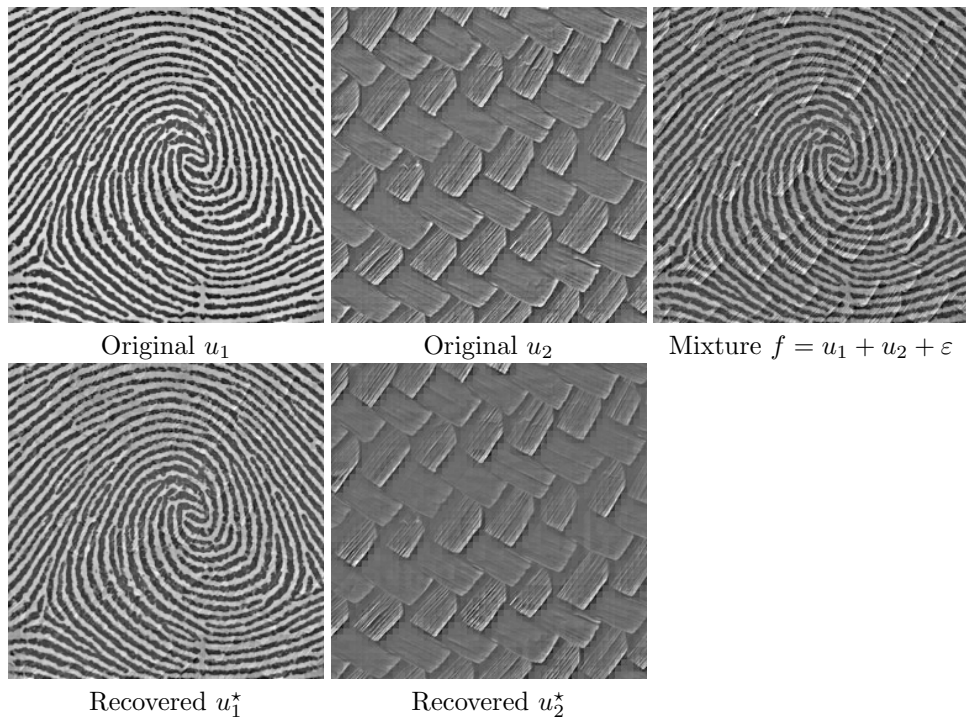 Original u₁
Original u₂
Mixture f = u₁ + u₂ + ε
Recovered u₁⋆
Recovered u₂⋆